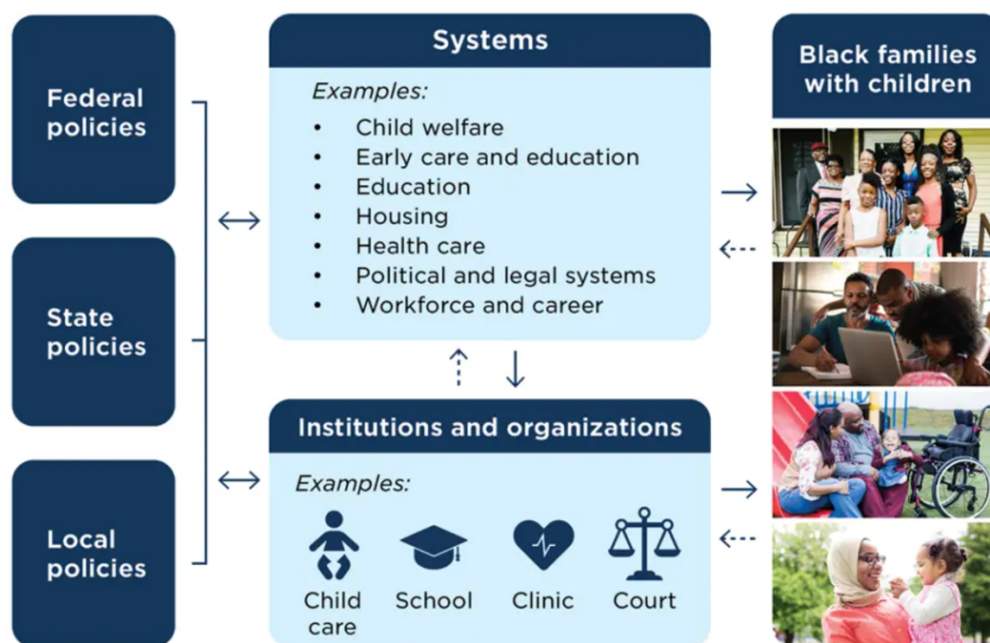 Federal
policies
State
policies
Local
policies
Systems
Examples:
• Child welfare
• Early care and education
• Education
• Housing
• Health care
• Political and legal systems
• Workforce and career
Institutions and organizations
Examples:
Child
care
School
Clinic
Court
Black families
with children